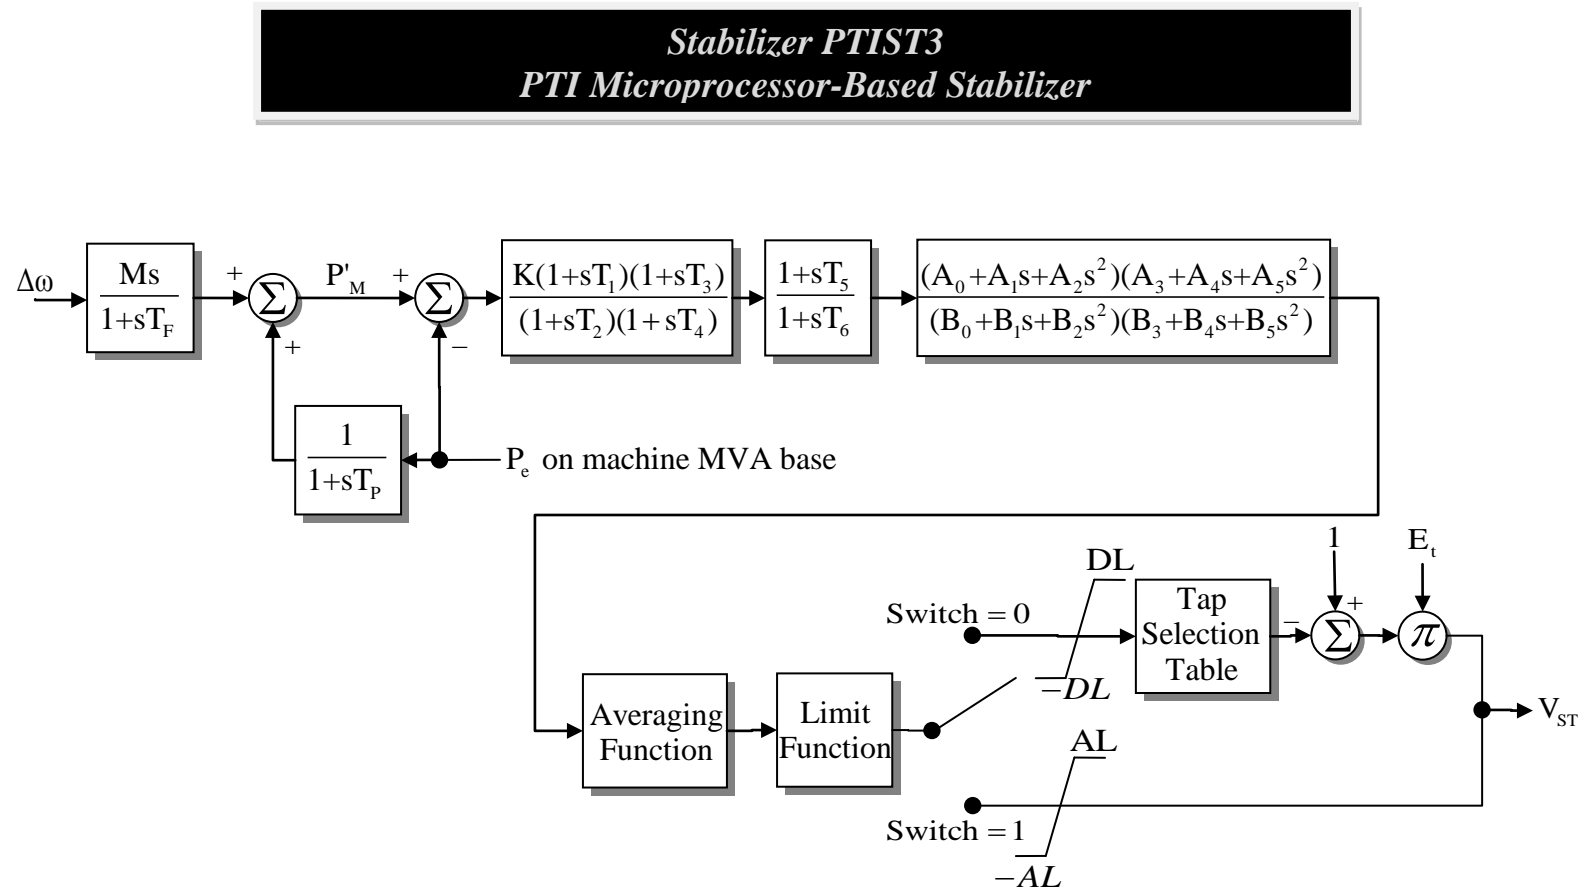 Stabilizer PTIST3
PTI Microprocessor-Based Stabilizer
Δω
Ms
1+sT_F
+
Σ
+
P'_M
+
Σ
−
K(1+sT_1)(1+sT_3)
(1+sT_2)(1+sT_4)
1+sT_5
1+sT_6
(A_0+A_1s+A_2s^2)(A_3+A_4s+A_5s^2)
(B_0+B_1s+B_2s^2)(B_3+B_4s+B_5s^2)
1
1+sT_P
P_e on machine MVA base
Averaging
Function
Limit
Function
Switch = 0
DL
−DL
Tap
Selection
Table
−
1
+
Σ
E_t
π
V_ST
AL
Switch = 1
−AL